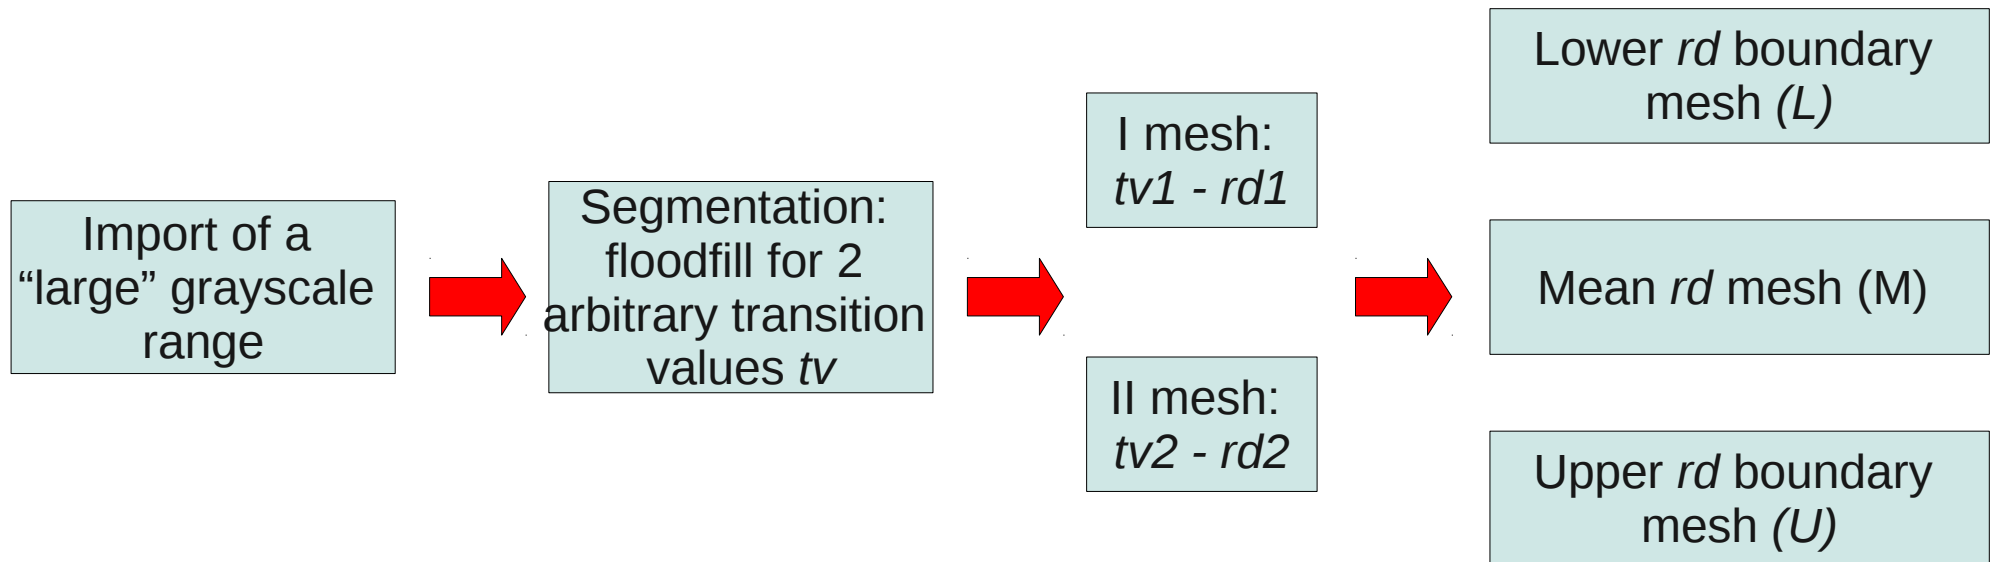 Import of a
“large” grayscale
range
Segmentation:
floodfill for 2
arbitrary transition
values tv
I mesh:
tv1 - rd1
II mesh:
tv2 - rd2
Lower rd boundary
mesh (L)
Mean rd mesh (M)
Upper rd boundary
mesh (U)